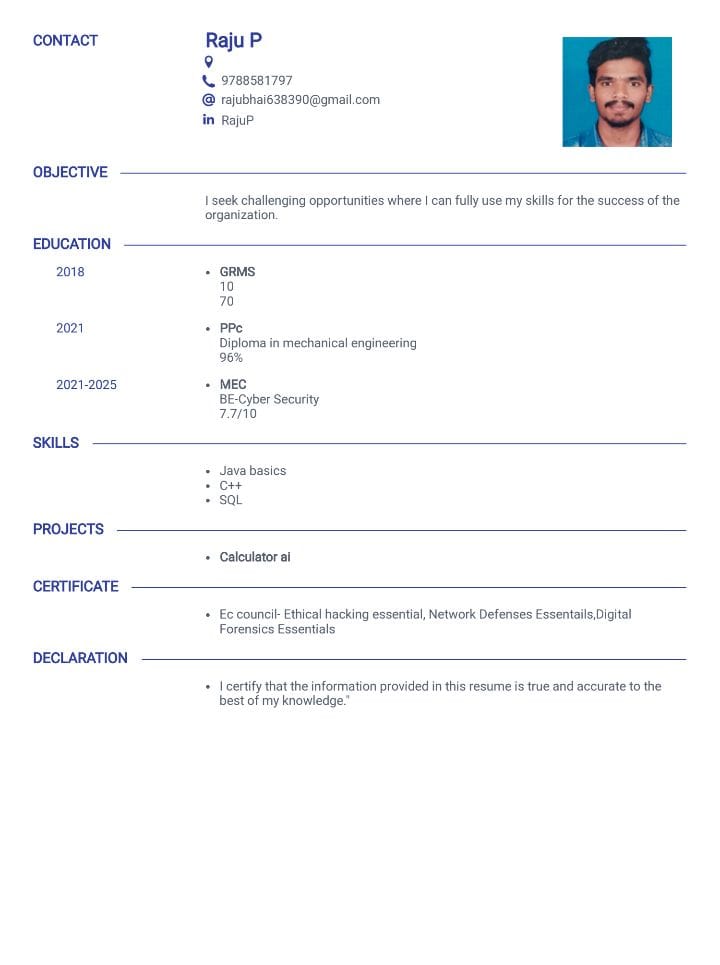 CONTACT
Raju P
9788581797
@ rajubhai638390@gmail.com
in RajuP
OBJECTIVE
I seek challenging opportunities where I can fully use my skills for the success of the
organization.
EDUCATION
2018
• GRMS
10
70
2021
• PPc
Diploma in mechanical engineering
96%
2021-2025
• MEC
BE-Cyber Security
7.7/10
SKILLS
• Java basics
• C++
• SQL
PROJECTS
• Calculator ai
CERTIFICATE
• Ec council- Ethical hacking essential, Network Defenses Essentails,Digital
Forensics Essentials
DECLARATION
• I certify that the information provided in this resume is true and accurate to the
best of my knowledge."